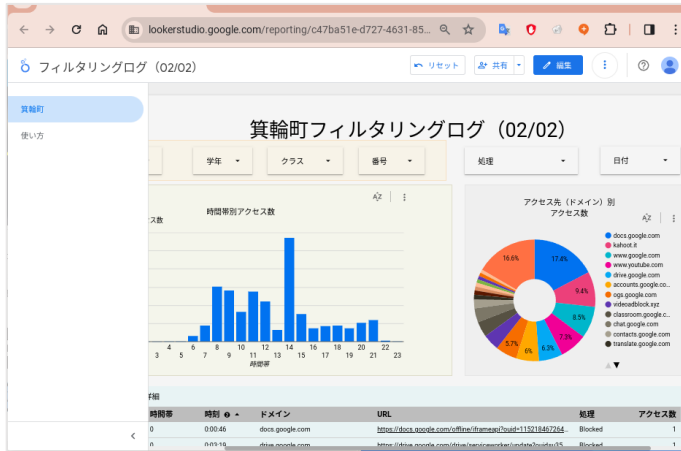 lookerstudio.google.com/reporting/c47ba51e-d727-4631-85...
フィルタリングログ（02/02）
リセット
共有
編集
箕輪町
使い方
箕輪町フィルタリングログ（02/02）
学年
クラス
番号
処理
日付
時間帯別アクセス数
ス数
4 6 8 10 12 14 16 18 20 22
3 5 7 9 11 13 15 17 19 21 23
時間帯
アクセス先（ドメイン）別
アクセス数
17.4%
9.4%
8.5%
7.3%
6.3%
6%
5.7%
16.6%
docs.google.com
kahoot.it
www.google.com
www.youtube.com
drive.google.com
accounts.google.co...
ogs.google.com
videoadblock.xyz
classroom.google.c...
chat.google.com
contacts.google.com
translate.google.com
詳細
時間帯 時刻 ドメイン URL 処理 アクセス数
0 0:00:46 docs.google.com https://docs.google.com/offline/iframeapi?ouid=115218467264... Blocked 1
0 0:03:19 drive.google.com https://drive.google.com/drive/serviceworker/update?ouid=u35... Blocked 1